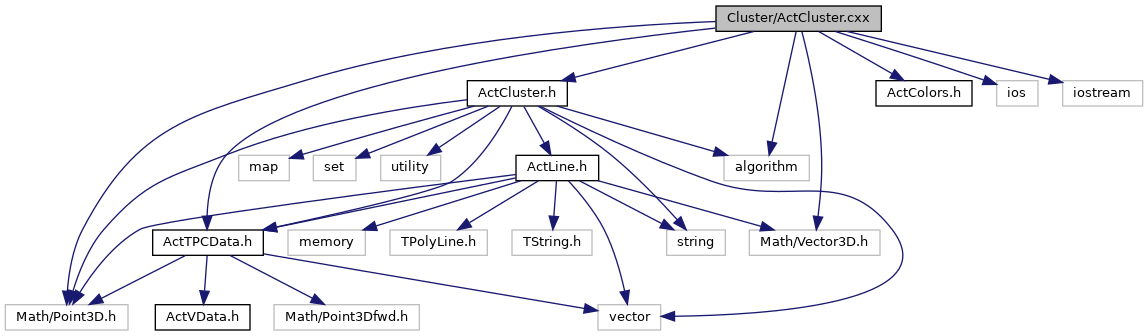 Cluster/ActCluster.cxx
ActCluster.h
ActColors.h
ios
iostream
map
set
utility
ActLine.h
algorithm
ActTPCData.h
memory
TPolyLine.h
TString.h
string
Math/Vector3D.h
Math/Point3D.h
ActVData.h
Math/Point3Dfwd.h
vector